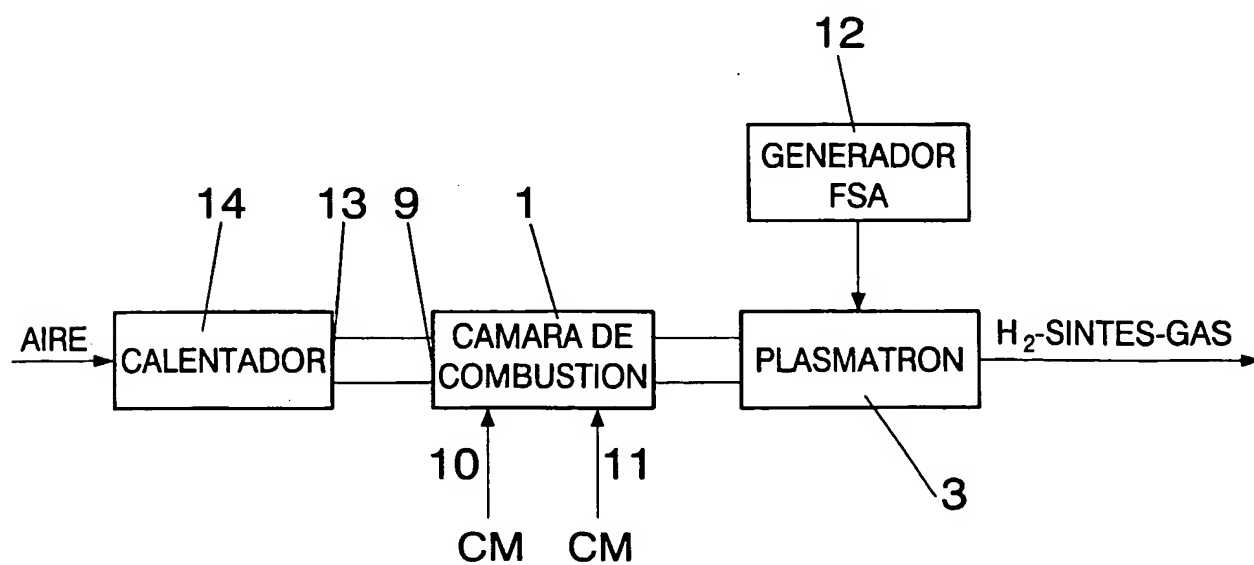 12
GENERADOR
FSA
14
13
9
1
AIRE
CALENTADOR
CAMARA DE
COMBUSTION
PLASMATRON
H₂-SINTES-GAS
10
11
3
CM
CM